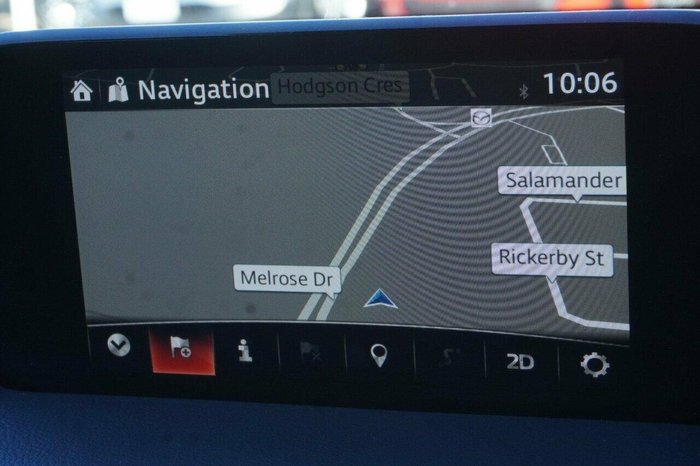 Navigation
Hodgson Cres
10:06
Salamander
Rickerby St
Melrose Dr
2D